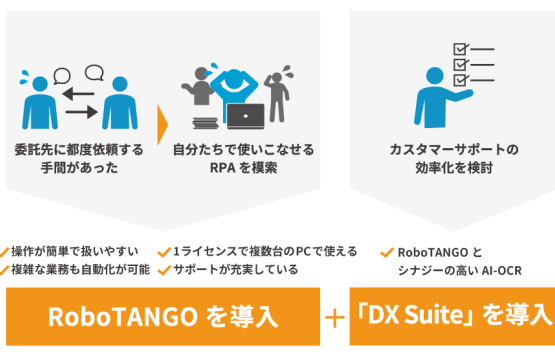 委託先に都度依頼する
手間があった
自分たちで使いこなせる
RPA を模索
カスタマーサポートの
効率化を検討
操作が簡単で扱いやすい
複雑な業務も自動化が可能
1ライセンスで複数台のPCで使える
サポートが充実している
RoboTANGO と
シナジーの高い AI-OCR
RoboTANGO を導入
+
「DX Suite」を導入